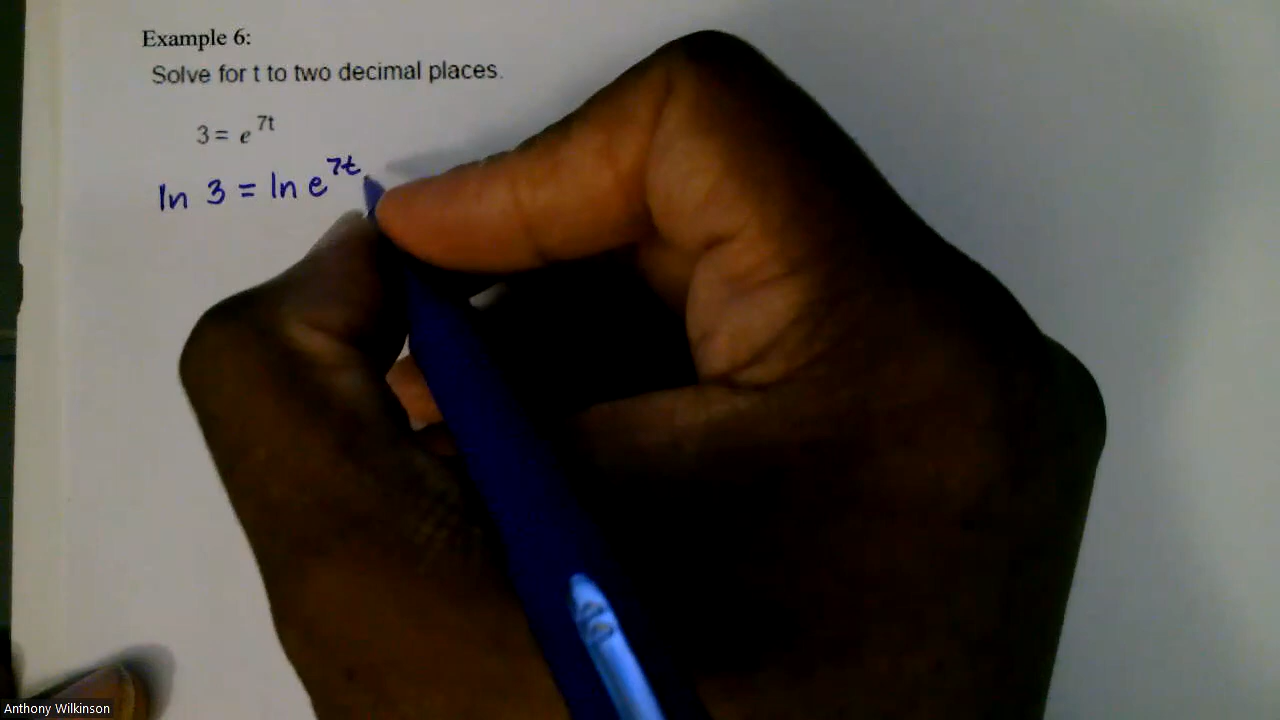 Example 6:
Solve for t to two decimal places.
3 = e^7t
ln 3 = ln e^7t
Anthony Wilkinson